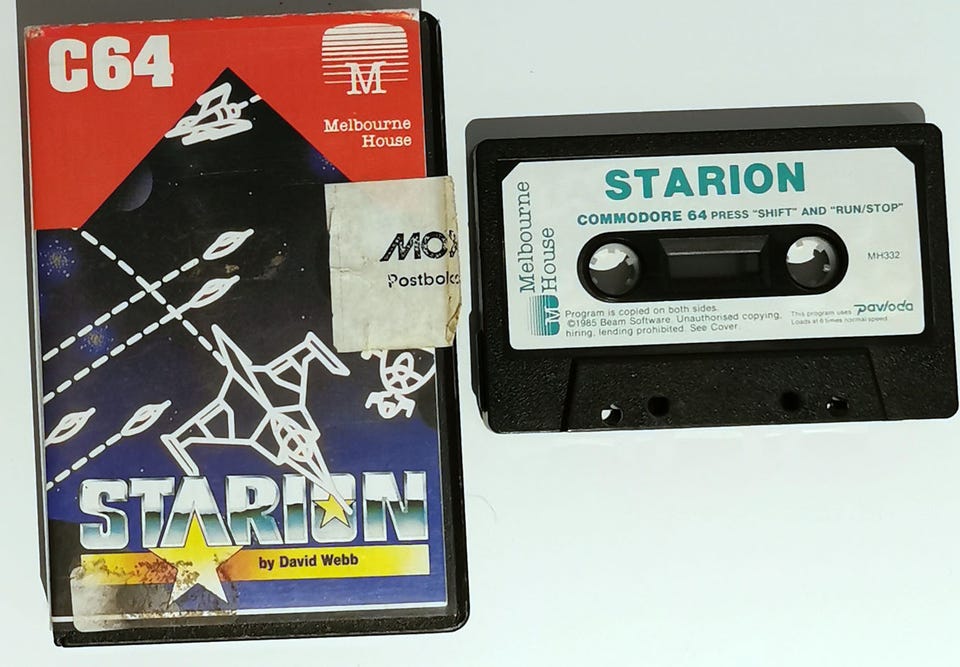 C64
M
Melbourne
House
Postbo
STARION
by David Webb
Melbourne
House
M
STARION
COMMODORE 64 PRESS "SHIFT" AND "RUN/STOP"
MH332
Program is copied on both sides.
©1985 Beam Software. Unauthorised copying,
hiring, lending prohibited. See Cover.
This program uses pavloda
Loads at 6 times normal speed.